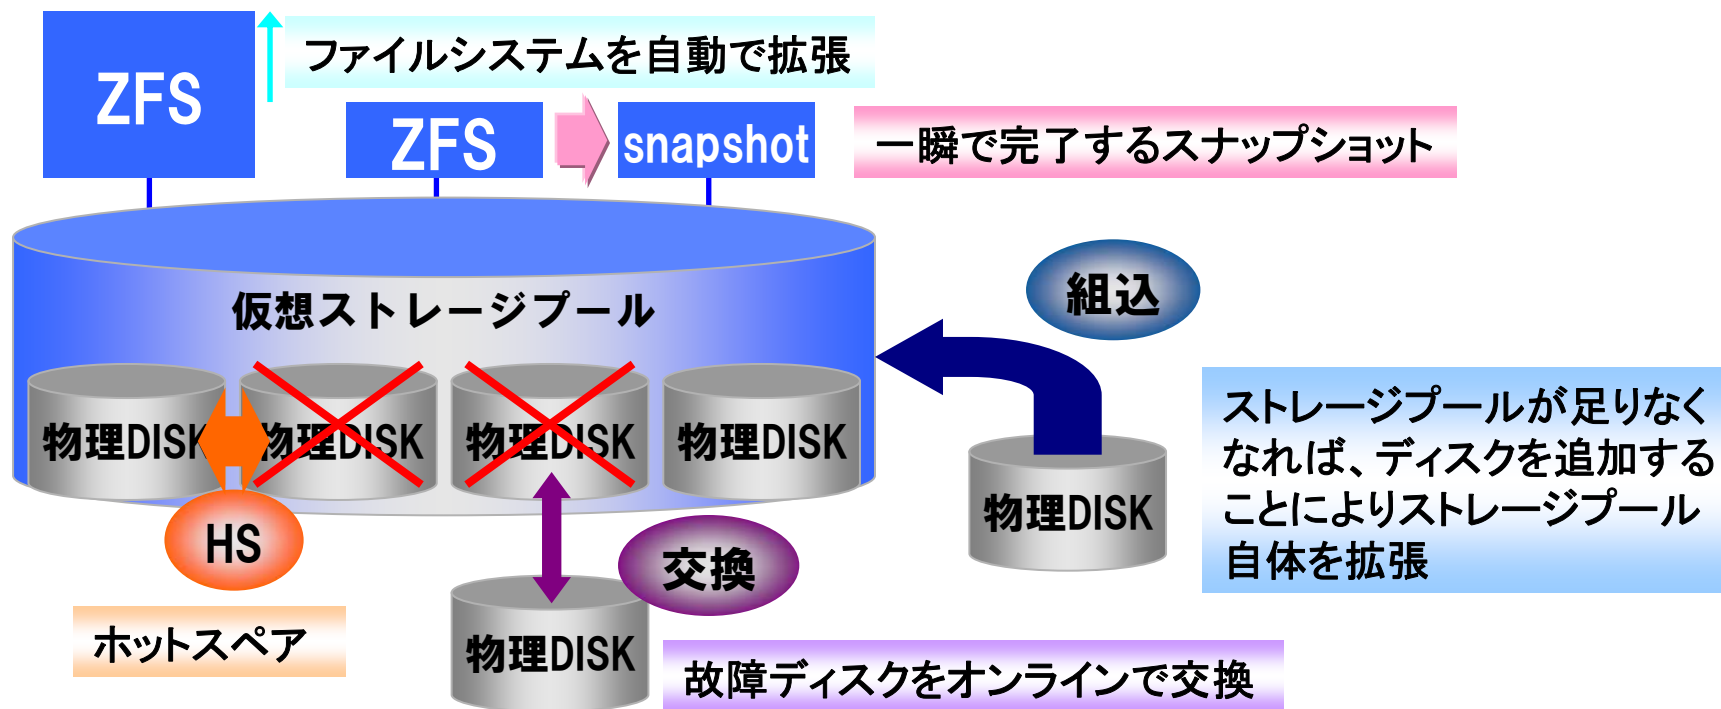 ZFS
ファイルシステムを自動で拡張
ZFS
snapshot
一瞬で完了するスナップショット
仮想ストレージプール
組込
物理DISK
物理DISK
物理DISK
物理DISK
ストレージプールが足りなく
なれば、ディスクを追加する
ことによりストレージプール
自体を拡張
物理DISK
HS
交換
ホットスペア
物理DISK
故障ディスクをオンラインで交換